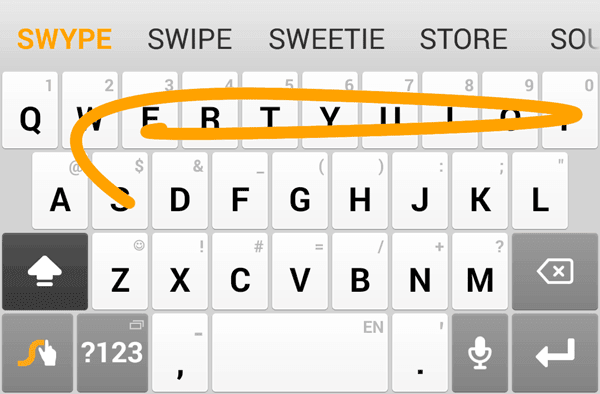 SWYPE SWIPE SWEETIE STORE SOU
1 2 3 4 5 6 7 8 9 0
Q W E R T Y U I O P
@ $ & _ ( ) : ; "
A S D F G H J K L
! # = / + ?
Z X C V B N M
- EN '
?123 , .